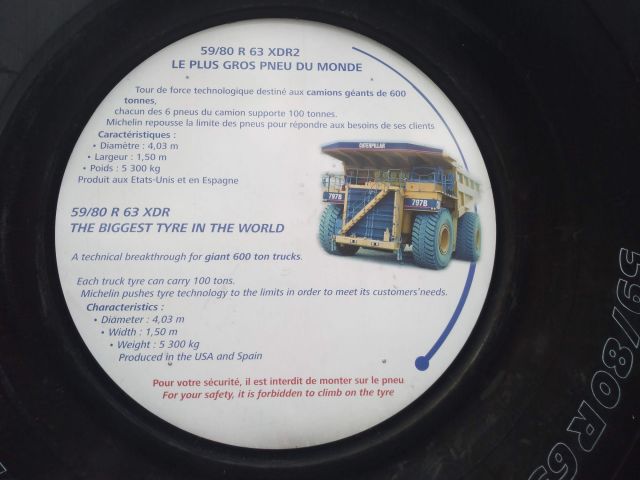 59/80 R 63 XDR2
LE PLUS GROS PNEU DU MONDE
Tour de force technologique destiné aux camions géants de 600
tonnes,
chacun des 6 pneus du camion supporte 100 tonnes.
Michelin repousse la limite des pneus pour répondre aux besoins de ses clients
Caractéristiques :
• Diamètre : 4,03 m
• Largeur : 1,50 m
• Poids : 5 300 kg
Produit aux Etats-Unis et en Espagne
CATERPILLAR
797B
797B
59/80 R 63 XDR
THE BIGGEST TYRE IN THE WORLD
A technical breakthrough for giant 600 ton trucks.
Each truck tyre can carry 100 tons.
Michelin pushes tyre technology to the limits in order to meet its customers'needs.
Characteristics :
• Diameter : 4,03 m
• Width : 1,50 m
• Weight : 5 300 kg
Produced in the USA and Spain
Pour votre sécurité, il est interdit de monter sur le pneu
For your safety, it is forbidden to climb on the tyre
59/80R63